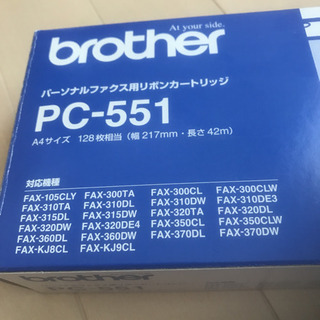 At your side.
brother
パーソナルファクス用リボンカートリッジ
PC-551
A4サイズ 128枚相当（幅217mm・長さ42m）
対応機種
FAX-105CLY FAX-300TA FAX-300CL FAX-300CLW
FAX-310TA FAX-310DL FAX-310DW FAX-310DE3
FAX-315DL FAX-315DW FAX-320TA FAX-320DL
FAX-320DW FAX-320DE4 FAX-350CL FAX-350CLW
FAX-360DL FAX-360DW FAX-370DL FAX-370DW
FAX-KJ8CL FAX-KJ9CL